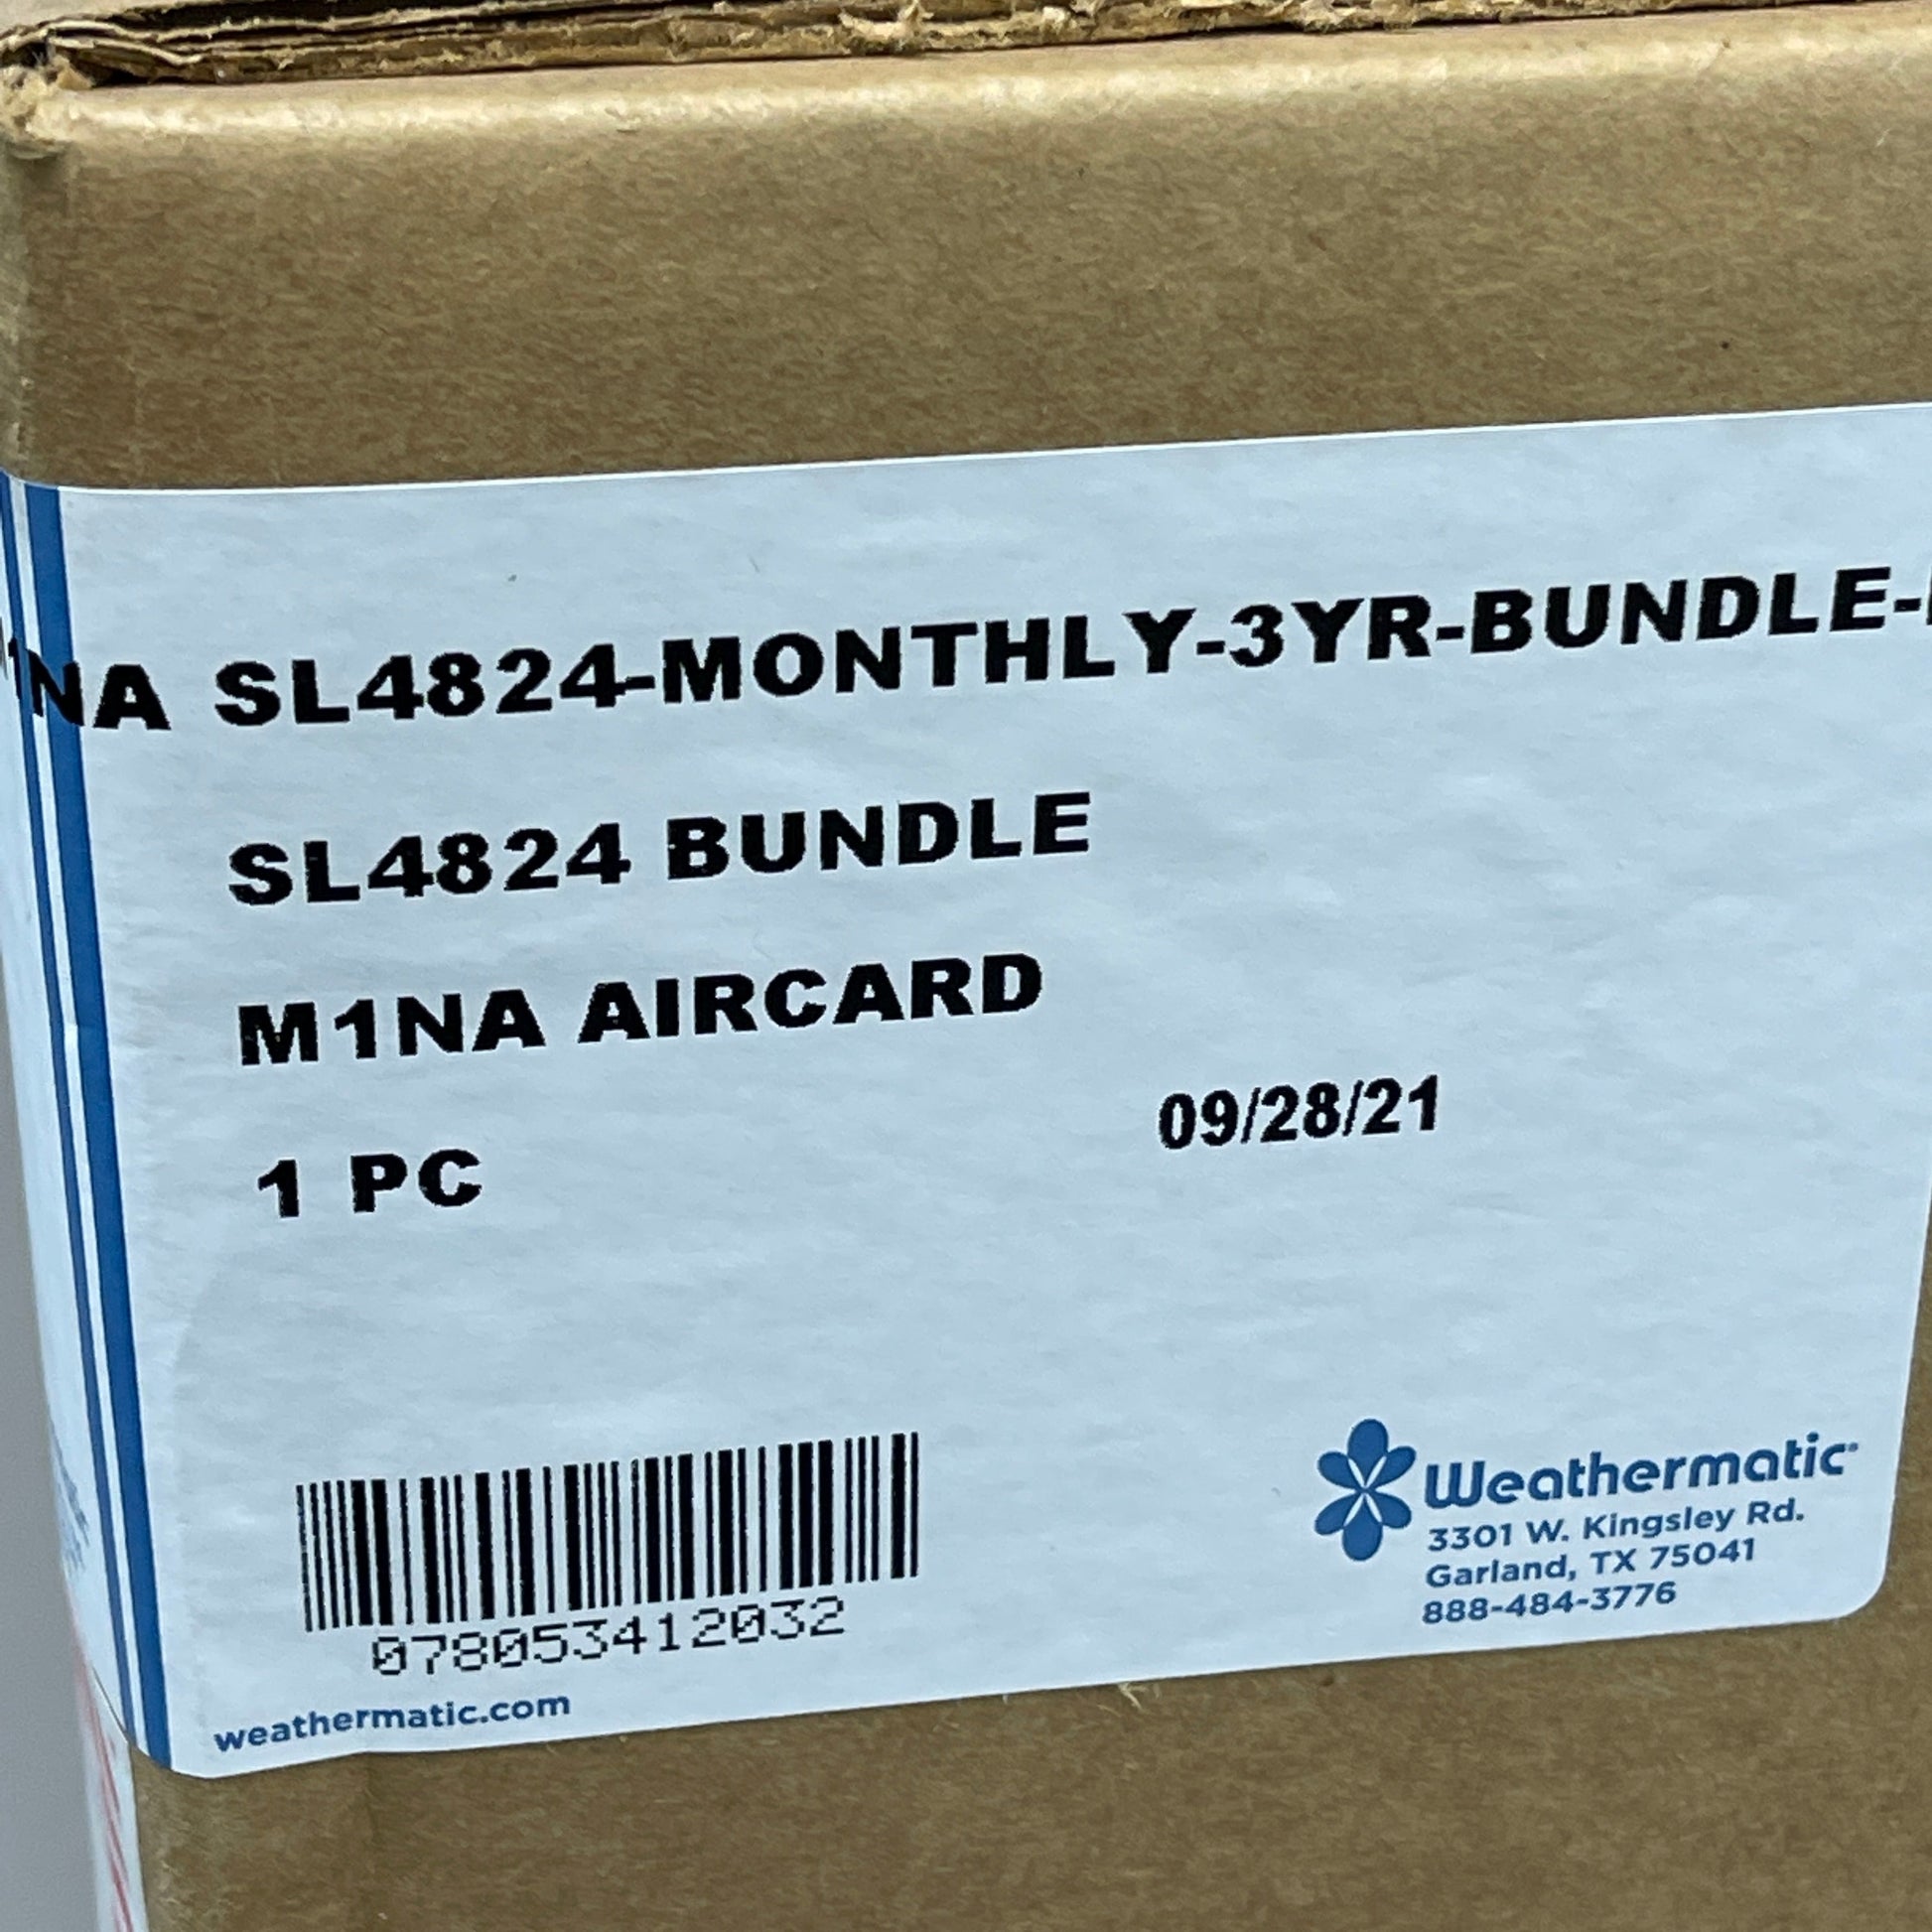 1NA SL4824-MONTHLY-3YR-BUNDLE-
SL4824 BUNDLE
M1NA AIRCARD
09/28/21
1 PC
078053412032
weathermatic.com
Weathermatic
3301 W. Kingsley Rd.
Garland, TX 75041
888-484-3776